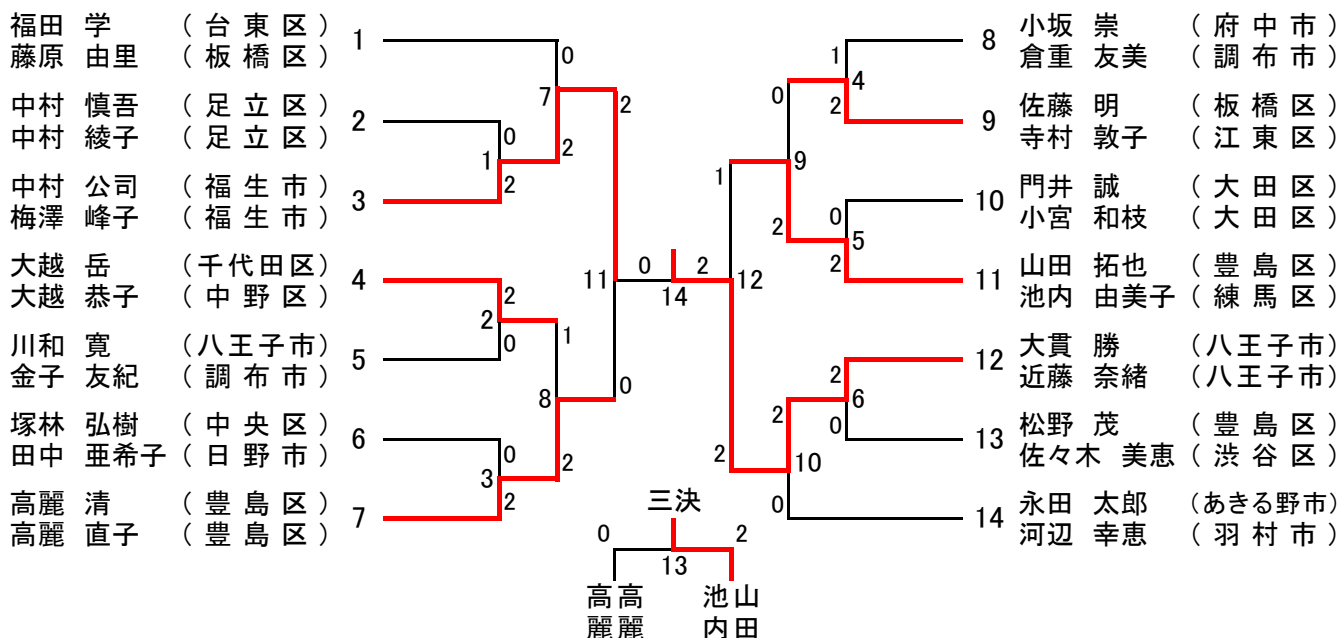 福田 学 ( 台 東 区 ) 1
藤原 由里 ( 板 橋 区 )
中村 慎吾 ( 足 立 区 ) 2
中村 綾子 ( 足 立 区 )
中村 公司 ( 福 生 市 ) 3
梅澤 峰子 ( 福 生 市 )
大越 岳 (千代田区) 4
大越 恭子 ( 中 野 区 )
川和 寛 (八王子市) 5
金子 友紀 ( 調 布 市 )
塚林 弘樹 ( 中 央 区 ) 6
田中 亜希子 ( 日 野 市 )
高麗 清 ( 豊 島 区 ) 7
高麗 直子 ( 豊 島 区 )
0
7
2
0
1
2
2
2
2
0
1
8
0
3
2
2
11
0
0
14
2
12
1
2
0
9
2
1
4
2
0
5
2
2
6
0
2
10
0
8 小坂 崇 ( 府 中 市 )
倉重 友美 ( 調 布 市 )
9 佐藤 明 ( 板 橋 区 )
寺村 敦子 ( 江 東 区 )
10 門井 誠 ( 大 田 区 )
小宮 和枝 ( 大 田 区 )
11 山田 拓也 ( 豊 島 区 )
池内 由美子 ( 練 馬 区 )
12 大貫 勝 (八王子市)
近藤 奈緒 (八王子市)
13 松野 茂 ( 豊 島 区 )
佐々木 美恵 ( 渋 谷 区 )
14 永田 太郎 (あきる野市)
河辺 幸恵 ( 羽 村 市 )
三決
0 2
13
高麗
高麗
山田
池内